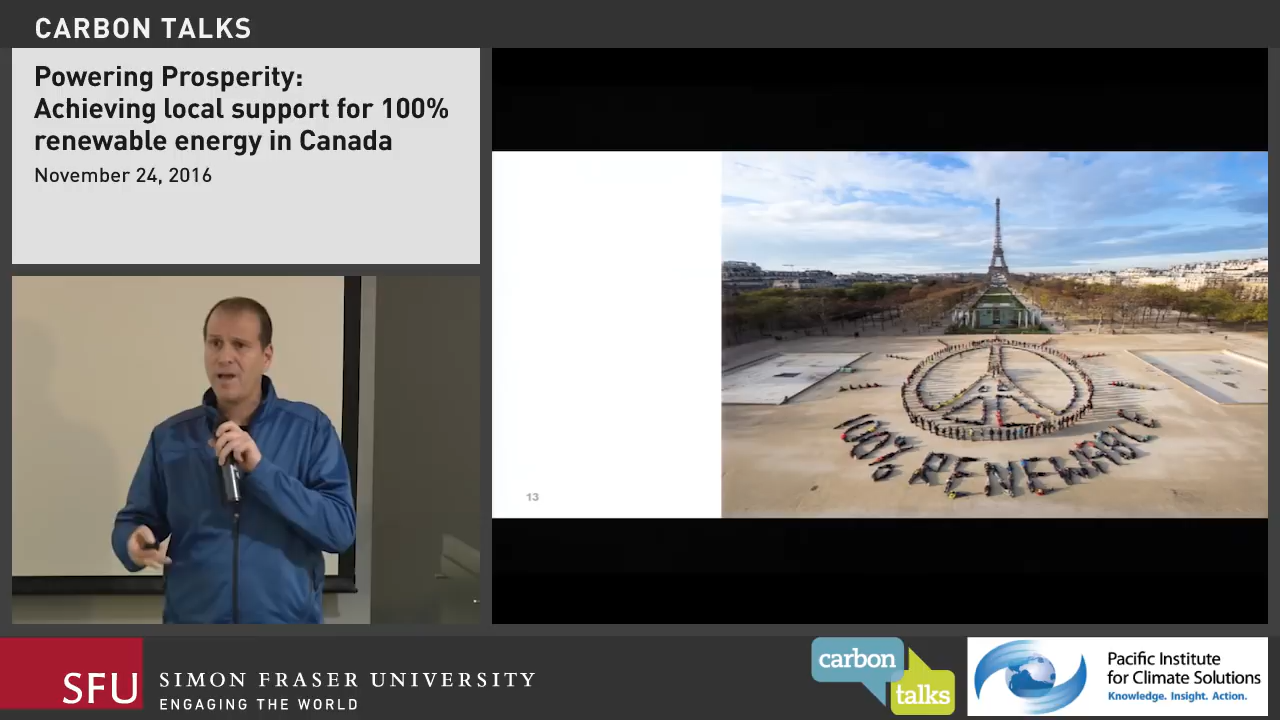 CARBON TALKS
Powering Prosperity:
Achieving local support for 100%
renewable energy in Canada
November 24, 2016
100% RENEWABLE
13
SFU
SIMON FRASER UNIVERSITY
ENGAGING THE WORLD
carbon
talks
Pacific Institute
for Climate Solutions
Knowledge. Insight. Action.